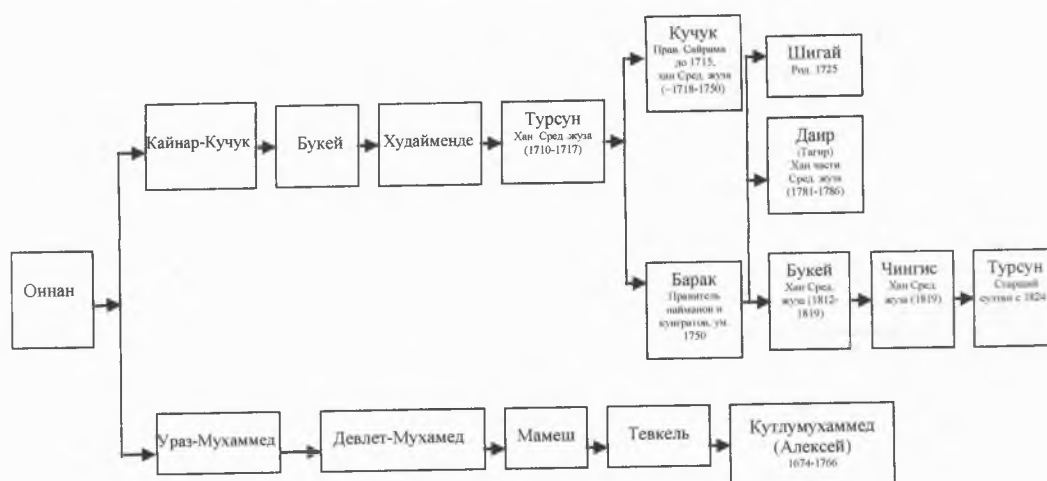 Кучук
Прав. Сайрама
до 1715,
хан Сред. жуза
(~1718-1750)
Шигай
Род. 1725
Кайнар-Кучук
Букей
Худайменде
Турсун
Хан Сред. жуза
(1710-1717)
Даир
(Тагир)
Хан части
Сред. жуза
(1781-1786)
Оннан
Барак
Правитель
найманов и
кунгратов, ум.
1750
Букей
Хан Сред.
жуза (1812-
1819)
Чингис
Хан Сред.
жуза (1819)
Турсун
Старший
султан с 1824
Ураз-Мухаммед
Девлет-Мухамед
Мамеш
Тевкель
Кутлумухаммед
(Алексей)
1674-1766